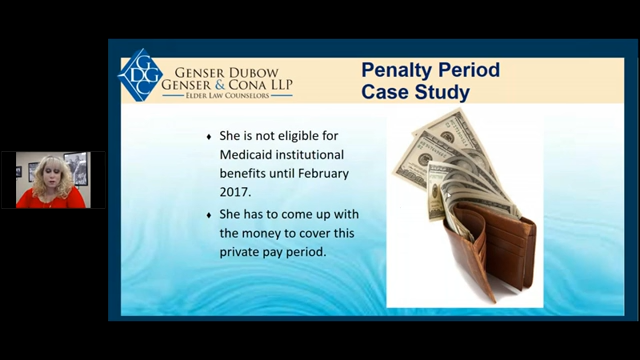 GENSER DUBOW
GENSER & CONA LLP
ELDER LAW COUNSELORS
Penalty Period
Case Study
♦ She is not eligible for
Medicaid institutional
benefits until February
2017.
♦ She has to come up with
the money to cover this
private pay period.